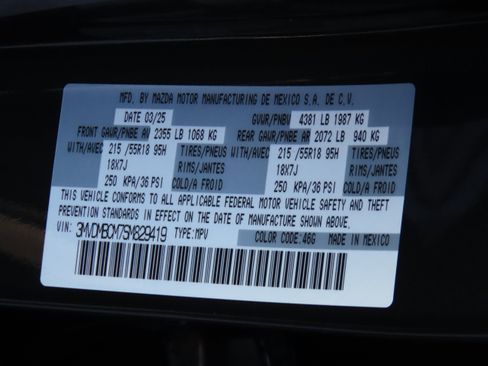 MFD. BY MAZDA MOTOR MANUFACTURING DE MEXICO S.A. DE C.V.
DATE 03/25 GVWR/PNBV 4381 LB 1987 KG
FRONT GAWR/PNBE AV 2355 LB 1068 KG REAR GAWR/PNBE AR 2072 LB 940 KG
WITH/AVEC 215/55R18 95H TIRES/PNEUS WITH/AVEC 215/55R18 95H TIRES/PNEUS
18X7J RIMS/JANTES 18X7J RIMS/JANTES
250 KPA/36 PSI COLD/A FROID 250 KPA/36 PSI COLD/A FROID
THIS VEHICLE CONFORMS TO ALL APPLICABLE FEDERAL MOTOR VEHICLE SAFETY AND THEFT
PREVENTION STANDARDS IN EFFECT ON THE DATE OF MANUFACTURE SHOWN ABOVE.
VIN: 3MVDMBCM7SM829419 TYPE:MPV COLOR CODE:46G MADE IN MEXICO